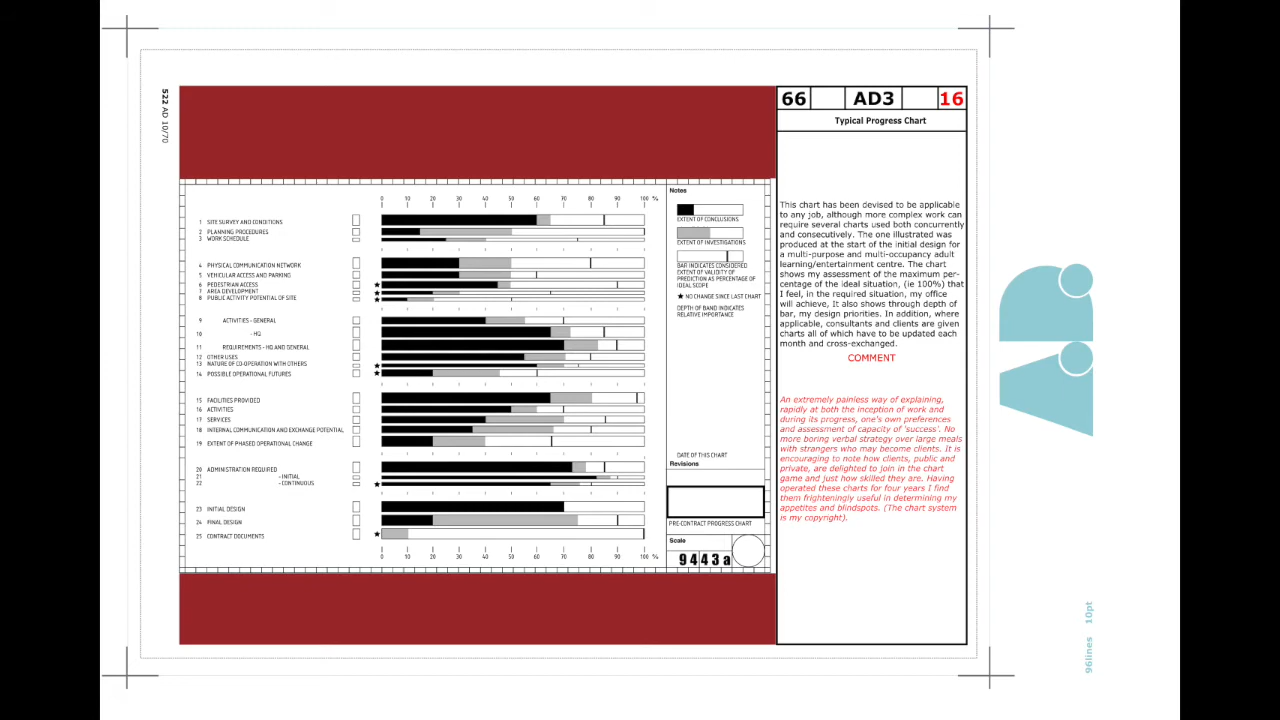 522 AD 10/70
66 AD3 16
Typical Progress Chart
0 10 20 30 40 50 60 70 80 90 100 %
1 SITE SURVEY AND CONDITIONS
2 PLANNING PROCEDURES
3 WORK SCHEDULE
4 PHYSICAL COMMUNICATION NETWORK
5 VEHICULAR ACCESS AND PARKING
6 PEDESTRIAN ACCESS
7 AREA DEVELOPMENT
8 PUBLIC ACTIVITY POTENTIAL OF SITE
9 ACTIVITIES - GENERAL
10 - HQ
11 REQUIREMENTS - HQ AND GENERAL
12 OTHER USES
13 NATURE OF CO-OPERATION WITH OTHERS
14 POSSIBLE OPERATIONAL FUTURES
15 FACILITIES PROVIDED
16 ACTIVITIES
17 SERVICES
18 INTERNAL COMMUNICATION AND EXCHANGE POTENTIAL
19 EXTENT OF PHASED OPERATIONAL CHANGE
20 ADMINISTRATION REQUIRED
21 - INITIAL
22 - CONTINUOUS
23 INITIAL DESIGN
24 FINAL DESIGN
25 CONTRACT DOCUMENTS
0 10 20 30 40 50 60 70 80 90 100 %
Notes
EXTENT OF CONCLUSIONS
EXTENT OF INVESTIGATIONS
BAR INDICATES CONSIDERED
EXTENT OF VALIDITY OF
PREDICTION AS PERCENTAGE OF
IDEAL SCOPE
★ NO CHANGE SINCE LAST CHART
DEPTH OF BAND INDICATES
RELATIVE IMPORTANCE
DATE OF THIS CHART
Revisions
PRE-CONTRACT PROGRESS CHART
Scale
9443a
This chart has been devised to be applicable
to any job, although more complex work can
require several charts used both concurrently
and consecutively. The one illustrated was
produced at the start of the initial design for
a multi-purpose and multi-occupancy adult
learning/entertainment centre. The chart
shows my assessment of the maximum per-
centage of the ideal situation, (ie 100%) that
I feel, in the required situation, my office
will achieve, It also shows through depth of
bar, my design priorities. In addition, where
applicable, consultants and clients are given
charts all of which have to be updated each
month and cross-exchanged.
COMMENT
An extremely painless way of explaining,
rapidly at both the inception of work and
during its progress, one's own preferences
and assessment of capacity of 'success'. No
more boring verbal strategy over large meals
with strangers who may become clients. It is
encouraging to note how clients, public and
private, are delighted to join in the chart
game and just how skilled they are. Having
operated these charts for four years I find
them frighteningly useful in determining my
appetites and blindspots. (The chart system
is my copyright).
AD
96lines 10pt